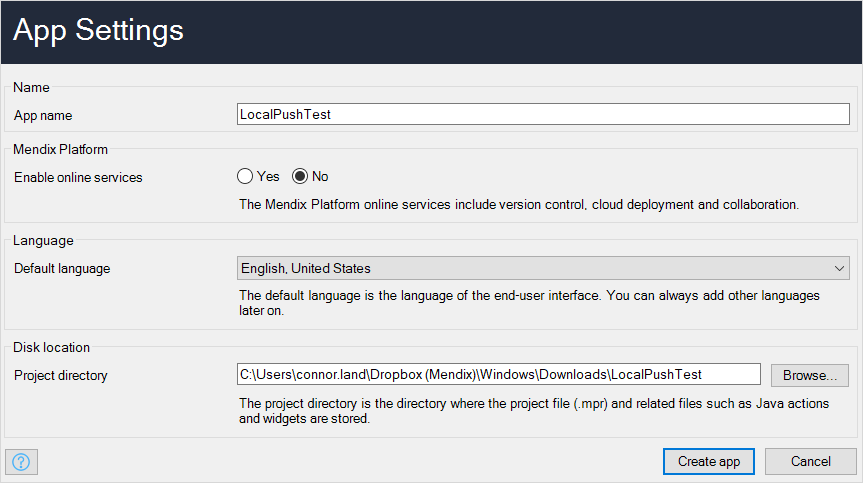 App Settings
Name
App name LocalPushTest
Mendix Platform
Enable online services Yes No
The Mendix Platform online services include version control, cloud deployment and collaboration.
Language
Default language English, United States
The default language is the language of the end-user interface. You can always add other languages
later on.
Disk location
Project directory C:\Users\connor.land\Dropbox (Mendix)\Windows\Downloads\LocalPushTest Browse...
The project directory is the directory where the project file (.mpr) and related files such as Java actions
and widgets are stored.
? Create app Cancel